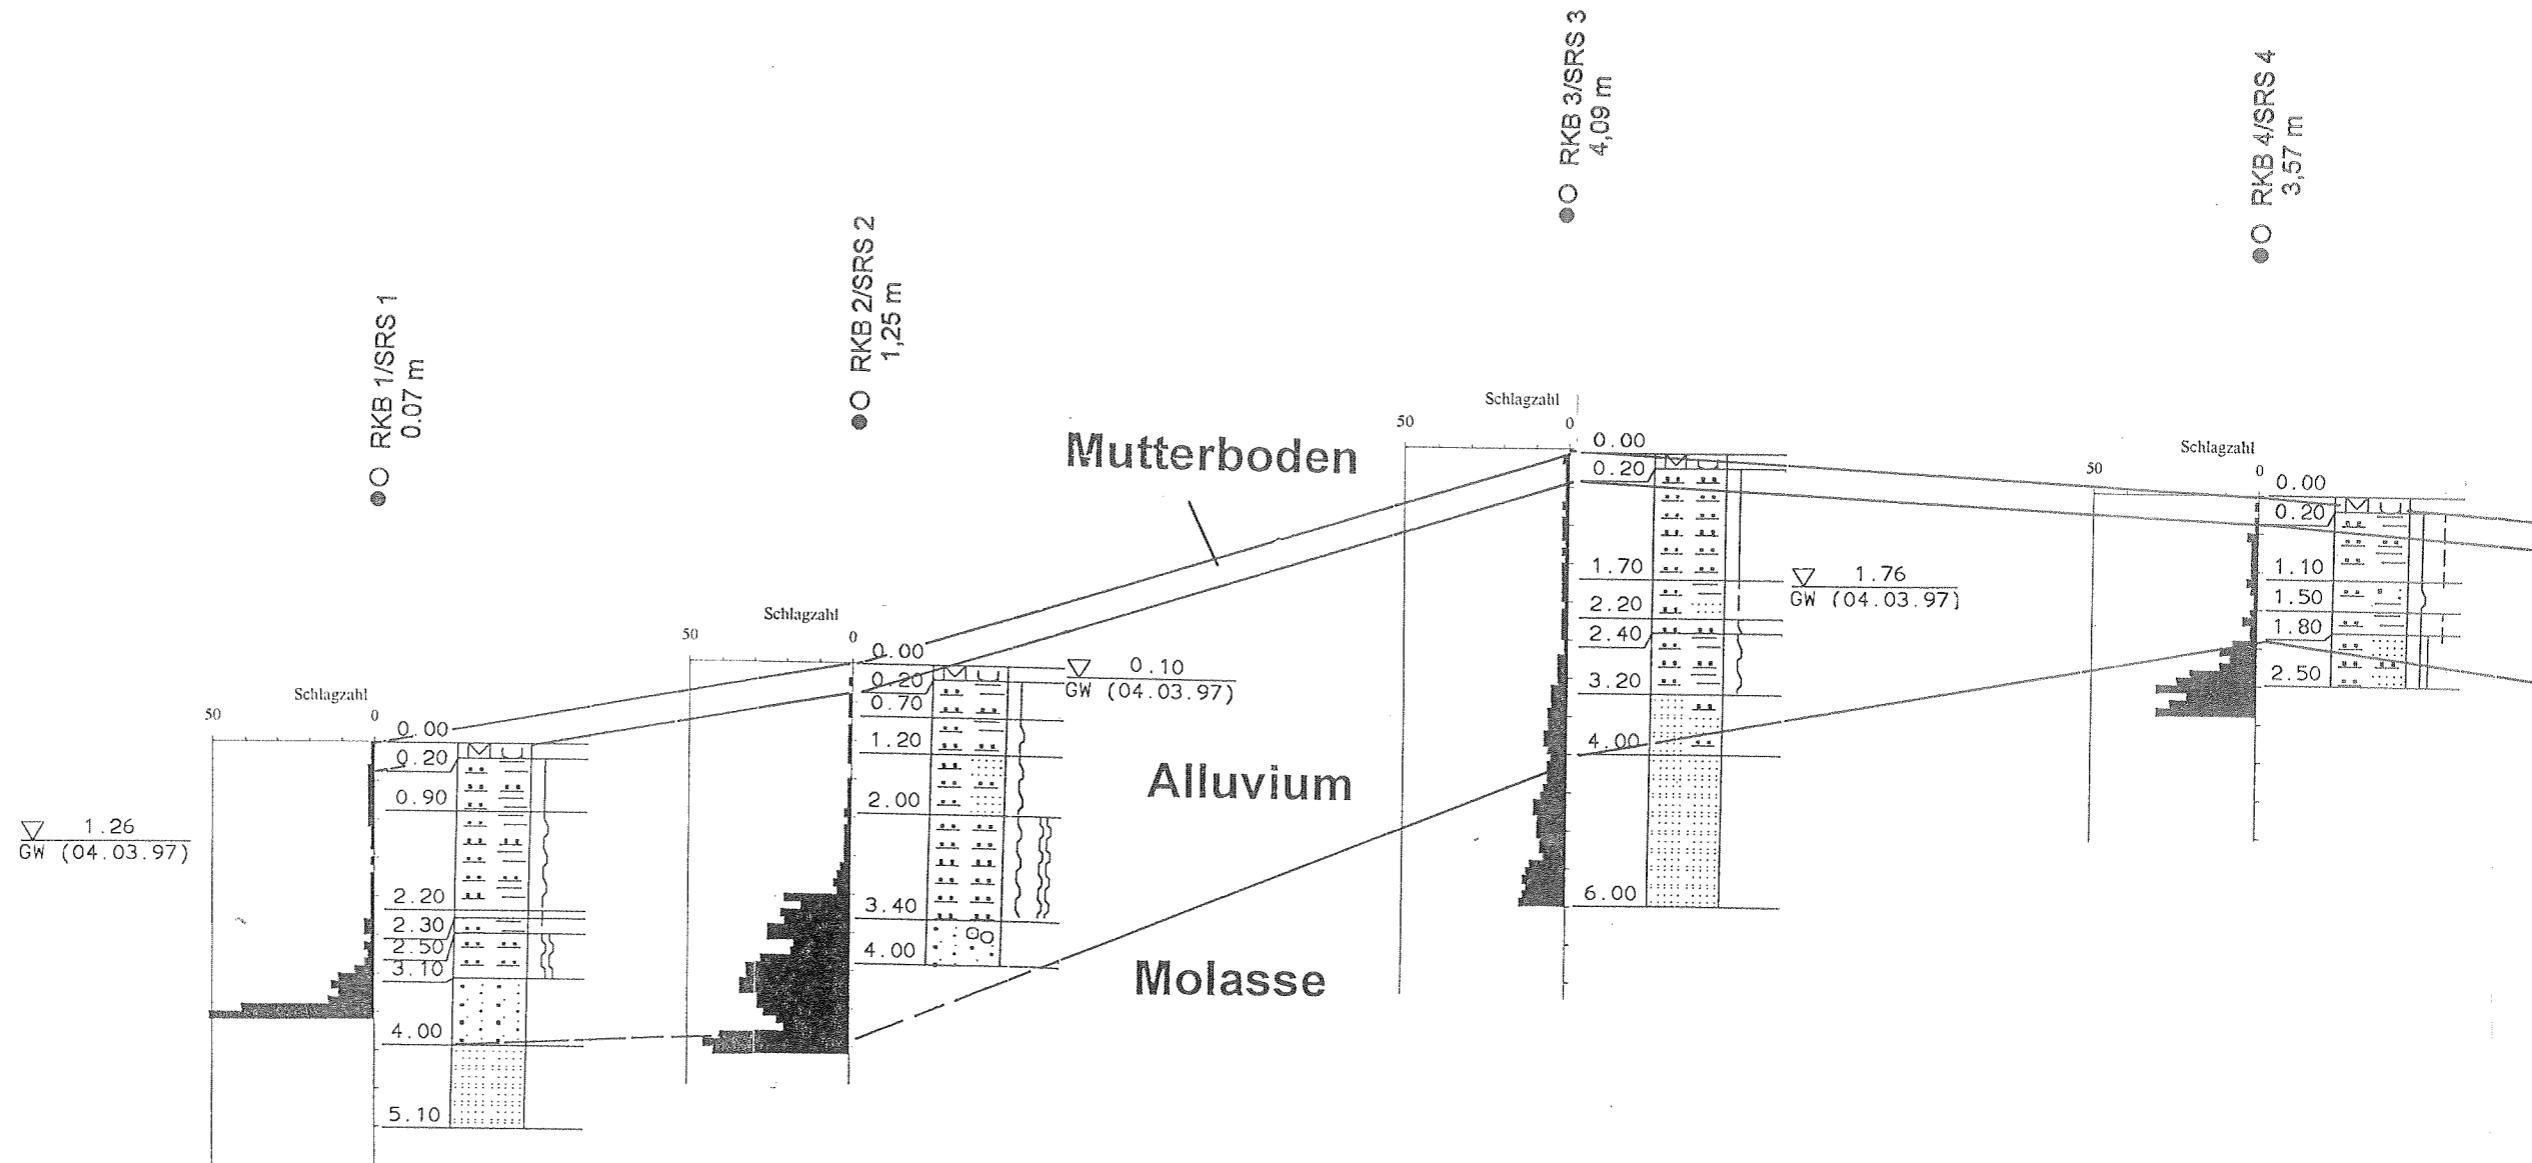 RKB 1/SRS 1
0.07 m
RKB 2/SRS 2
1,25 m
RKB 3/SRS 3
4,09 m
RKB 4/SRS 4
3,57 m
Mutterboden
Alluvium
Molasse
Schlagzahl
50 0
0.00
0.20
0.90
2.20
2.30
2.50
3.10
4.00
5.10
M U
1.26
GW (04.03.97)
Schlagzahl
50 0
0.00
0.20
0.70
1.20
2.00
3.40
4.00
M U
0.10
GW (04.03.97)
Schlagzahl
50 0
0.00
0.20
1.70
2.20
2.40
3.20
4.00
6.00
M U
1.76
GW (04.03.97)
Schlagzahl
50 0
0.00
0.20
1.10
1.50
1.80
2.50
M U